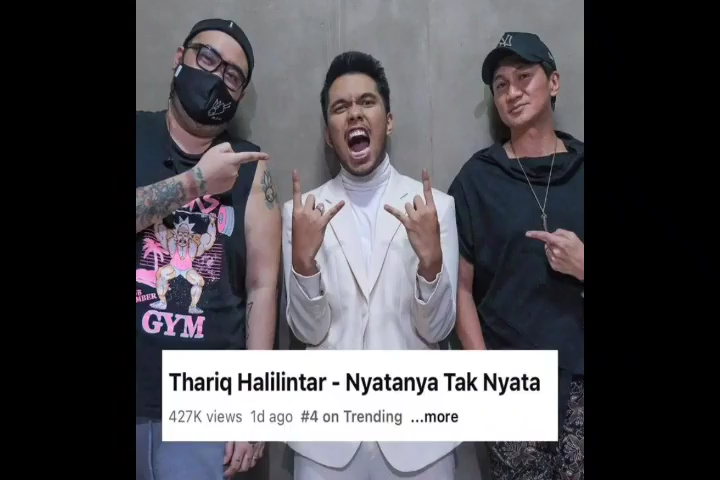 GYM
Thariq Halilintar - Nyatanya Tak Nyata
427K views 1d ago #4 on Trending ...more